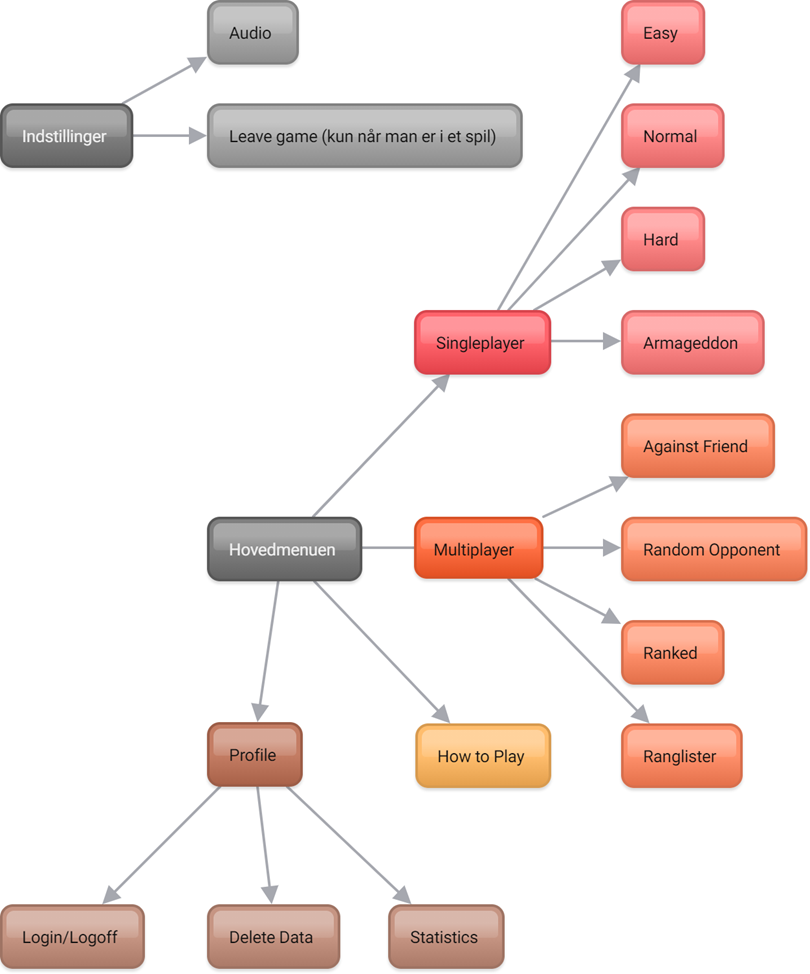 Audio
Easy
Indstillinger
Leave game (kun når man er i et spil)
Normal
Hard
Singleplayer
Armageddon
Against Friend
Hovedmenuen
Multiplayer
Random Opponent
Ranked
Profile
How to Play
Ranglister
Login/Logoff
Delete Data
Statistics